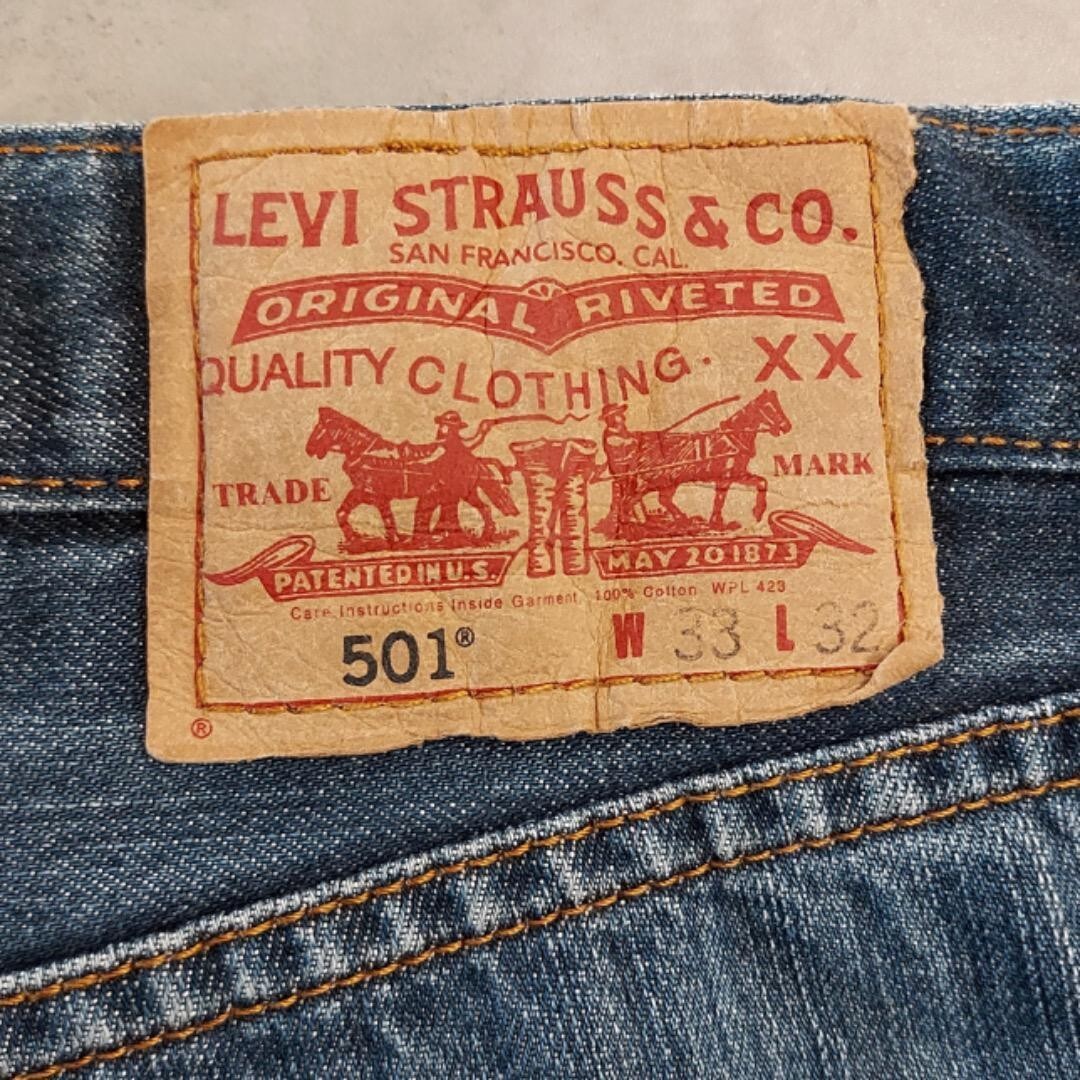 LEVI STRAUSS & CO.
SAN FRANCISCO. CAL.
ORIGINAL RIVETED
QUALITY CLOTHING. XX
TRADE MARK
PATENTED IN U.S. MAY 20 1873
Care Instructions Inside Garment 100% Cotton WPL 423
501® W 33 L 32
®